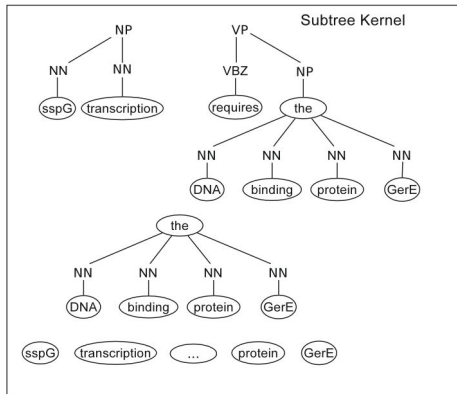 Subtree Kernel
NP VP
NN NN VBZ NP
sspG transcription requires the
NN NN NN NN
DNA binding protein GerE
the
NN NN NN NN
DNA binding protein GerE
sspG transcription ... protein GerE